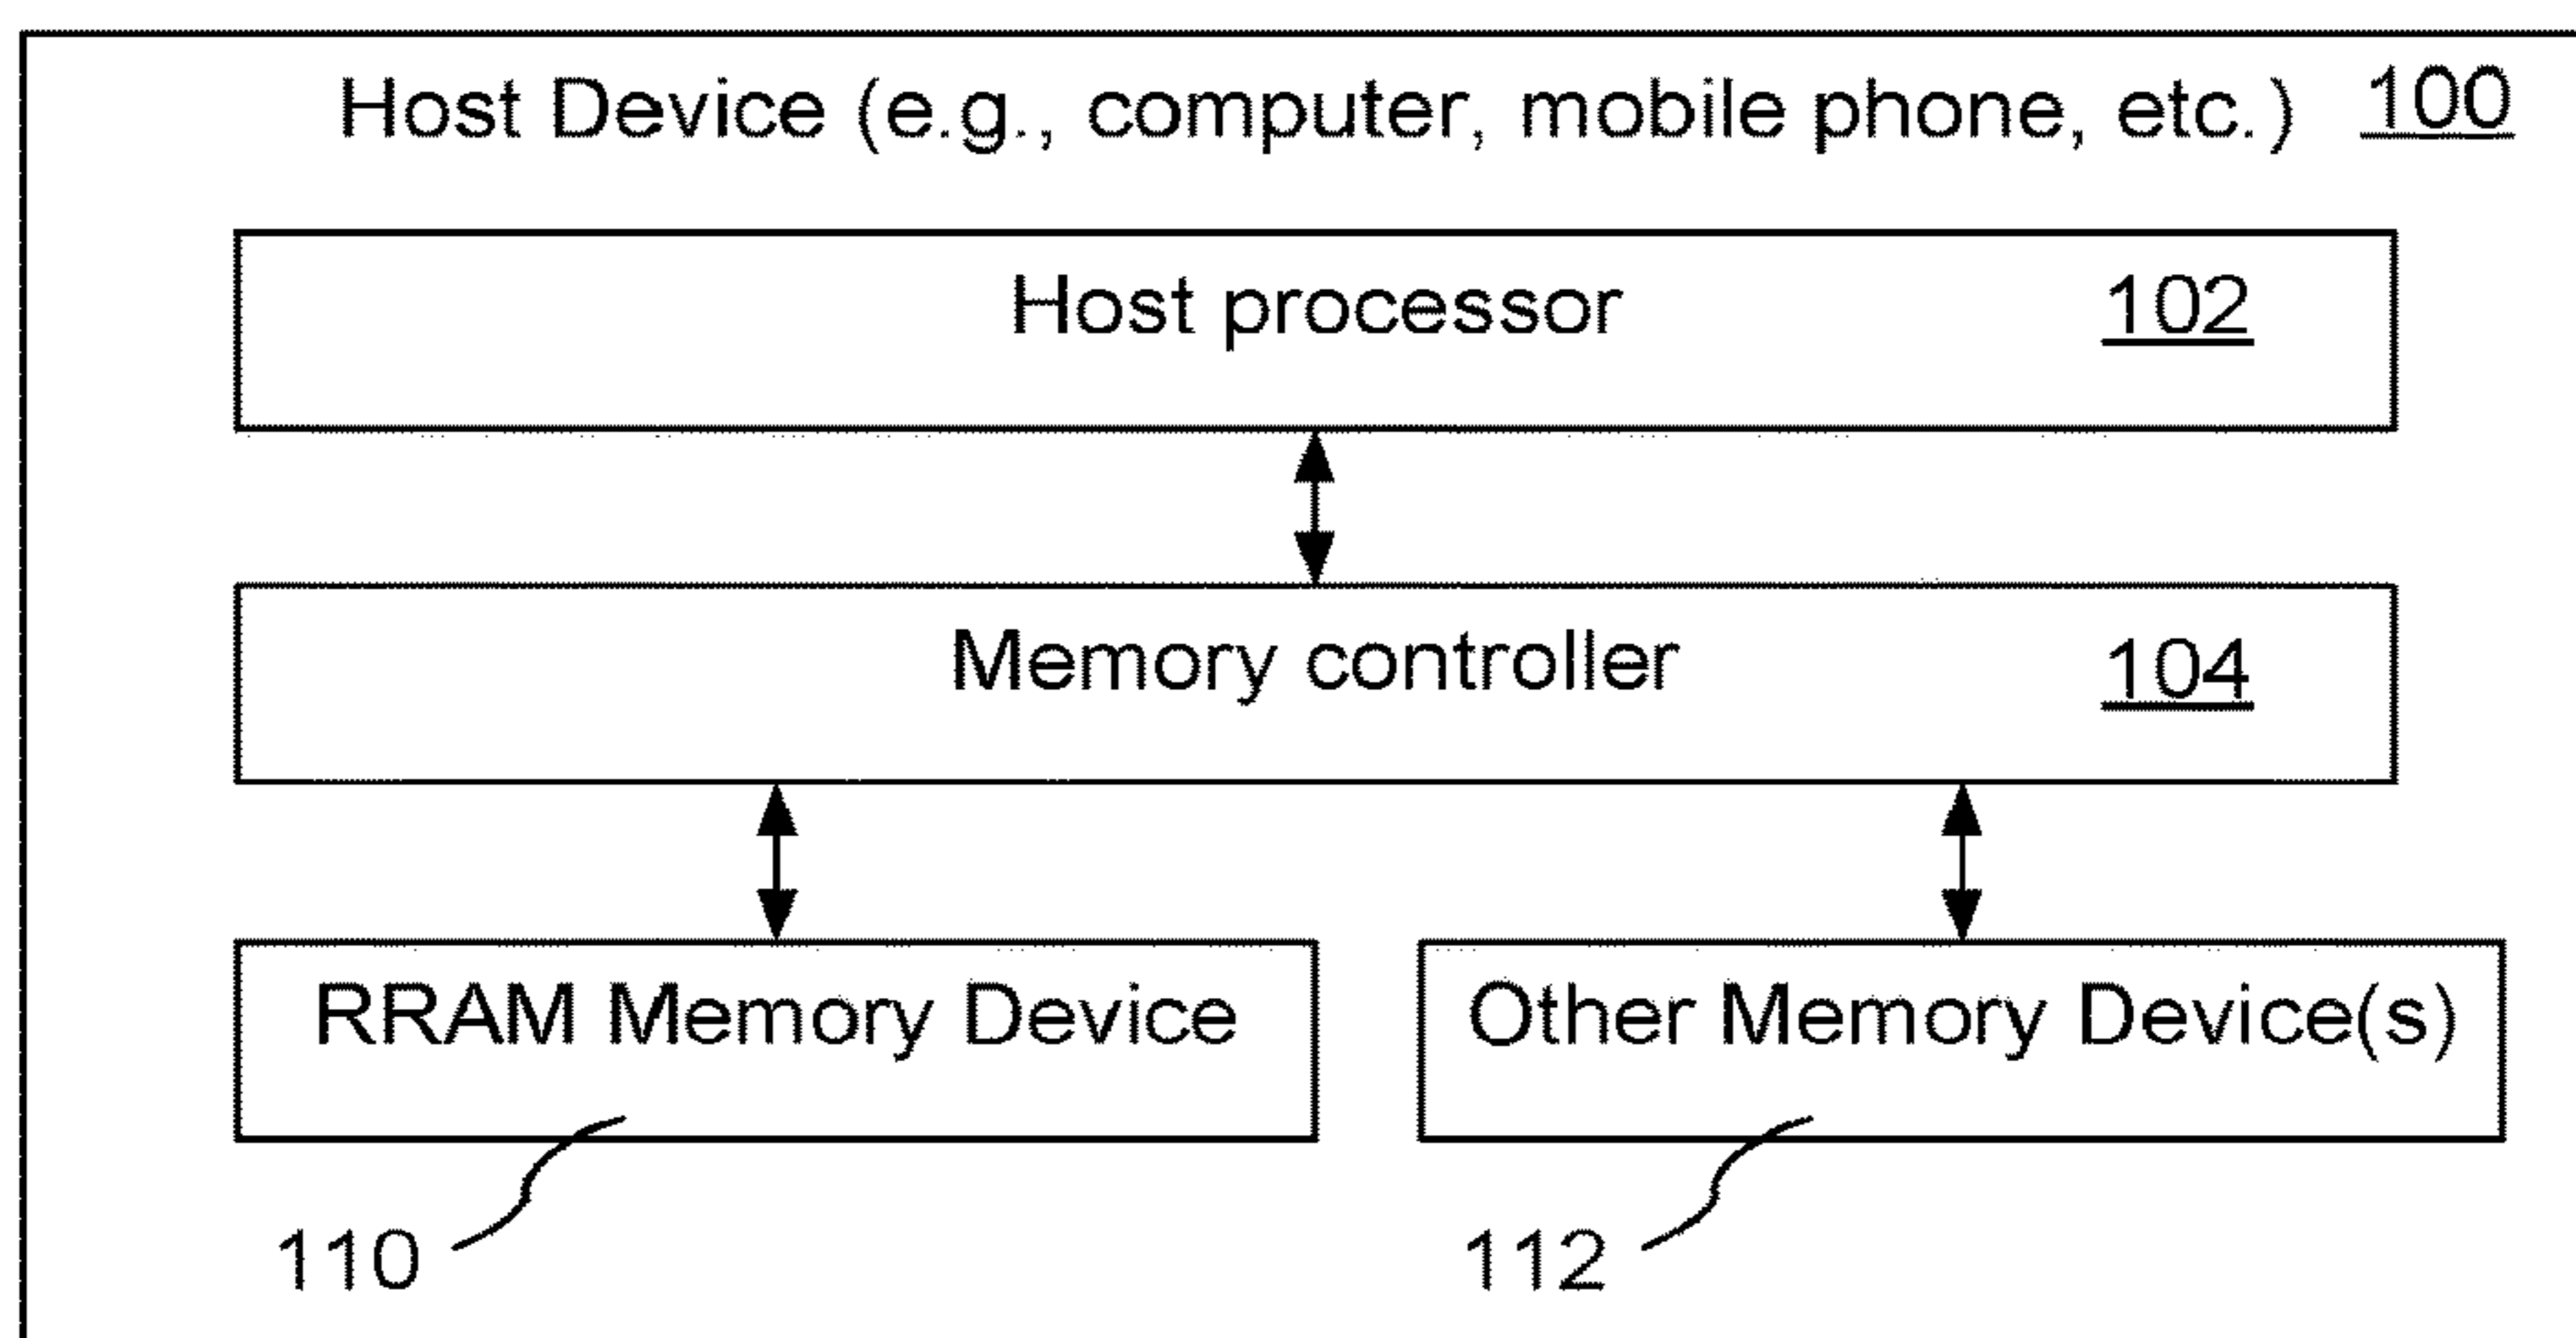 Host Device (e.g., computer, mobile phone, etc.) 100
Host processor 102
Memory controller 104
RRAM Memory Device
Other Memory Device(s)
110
112